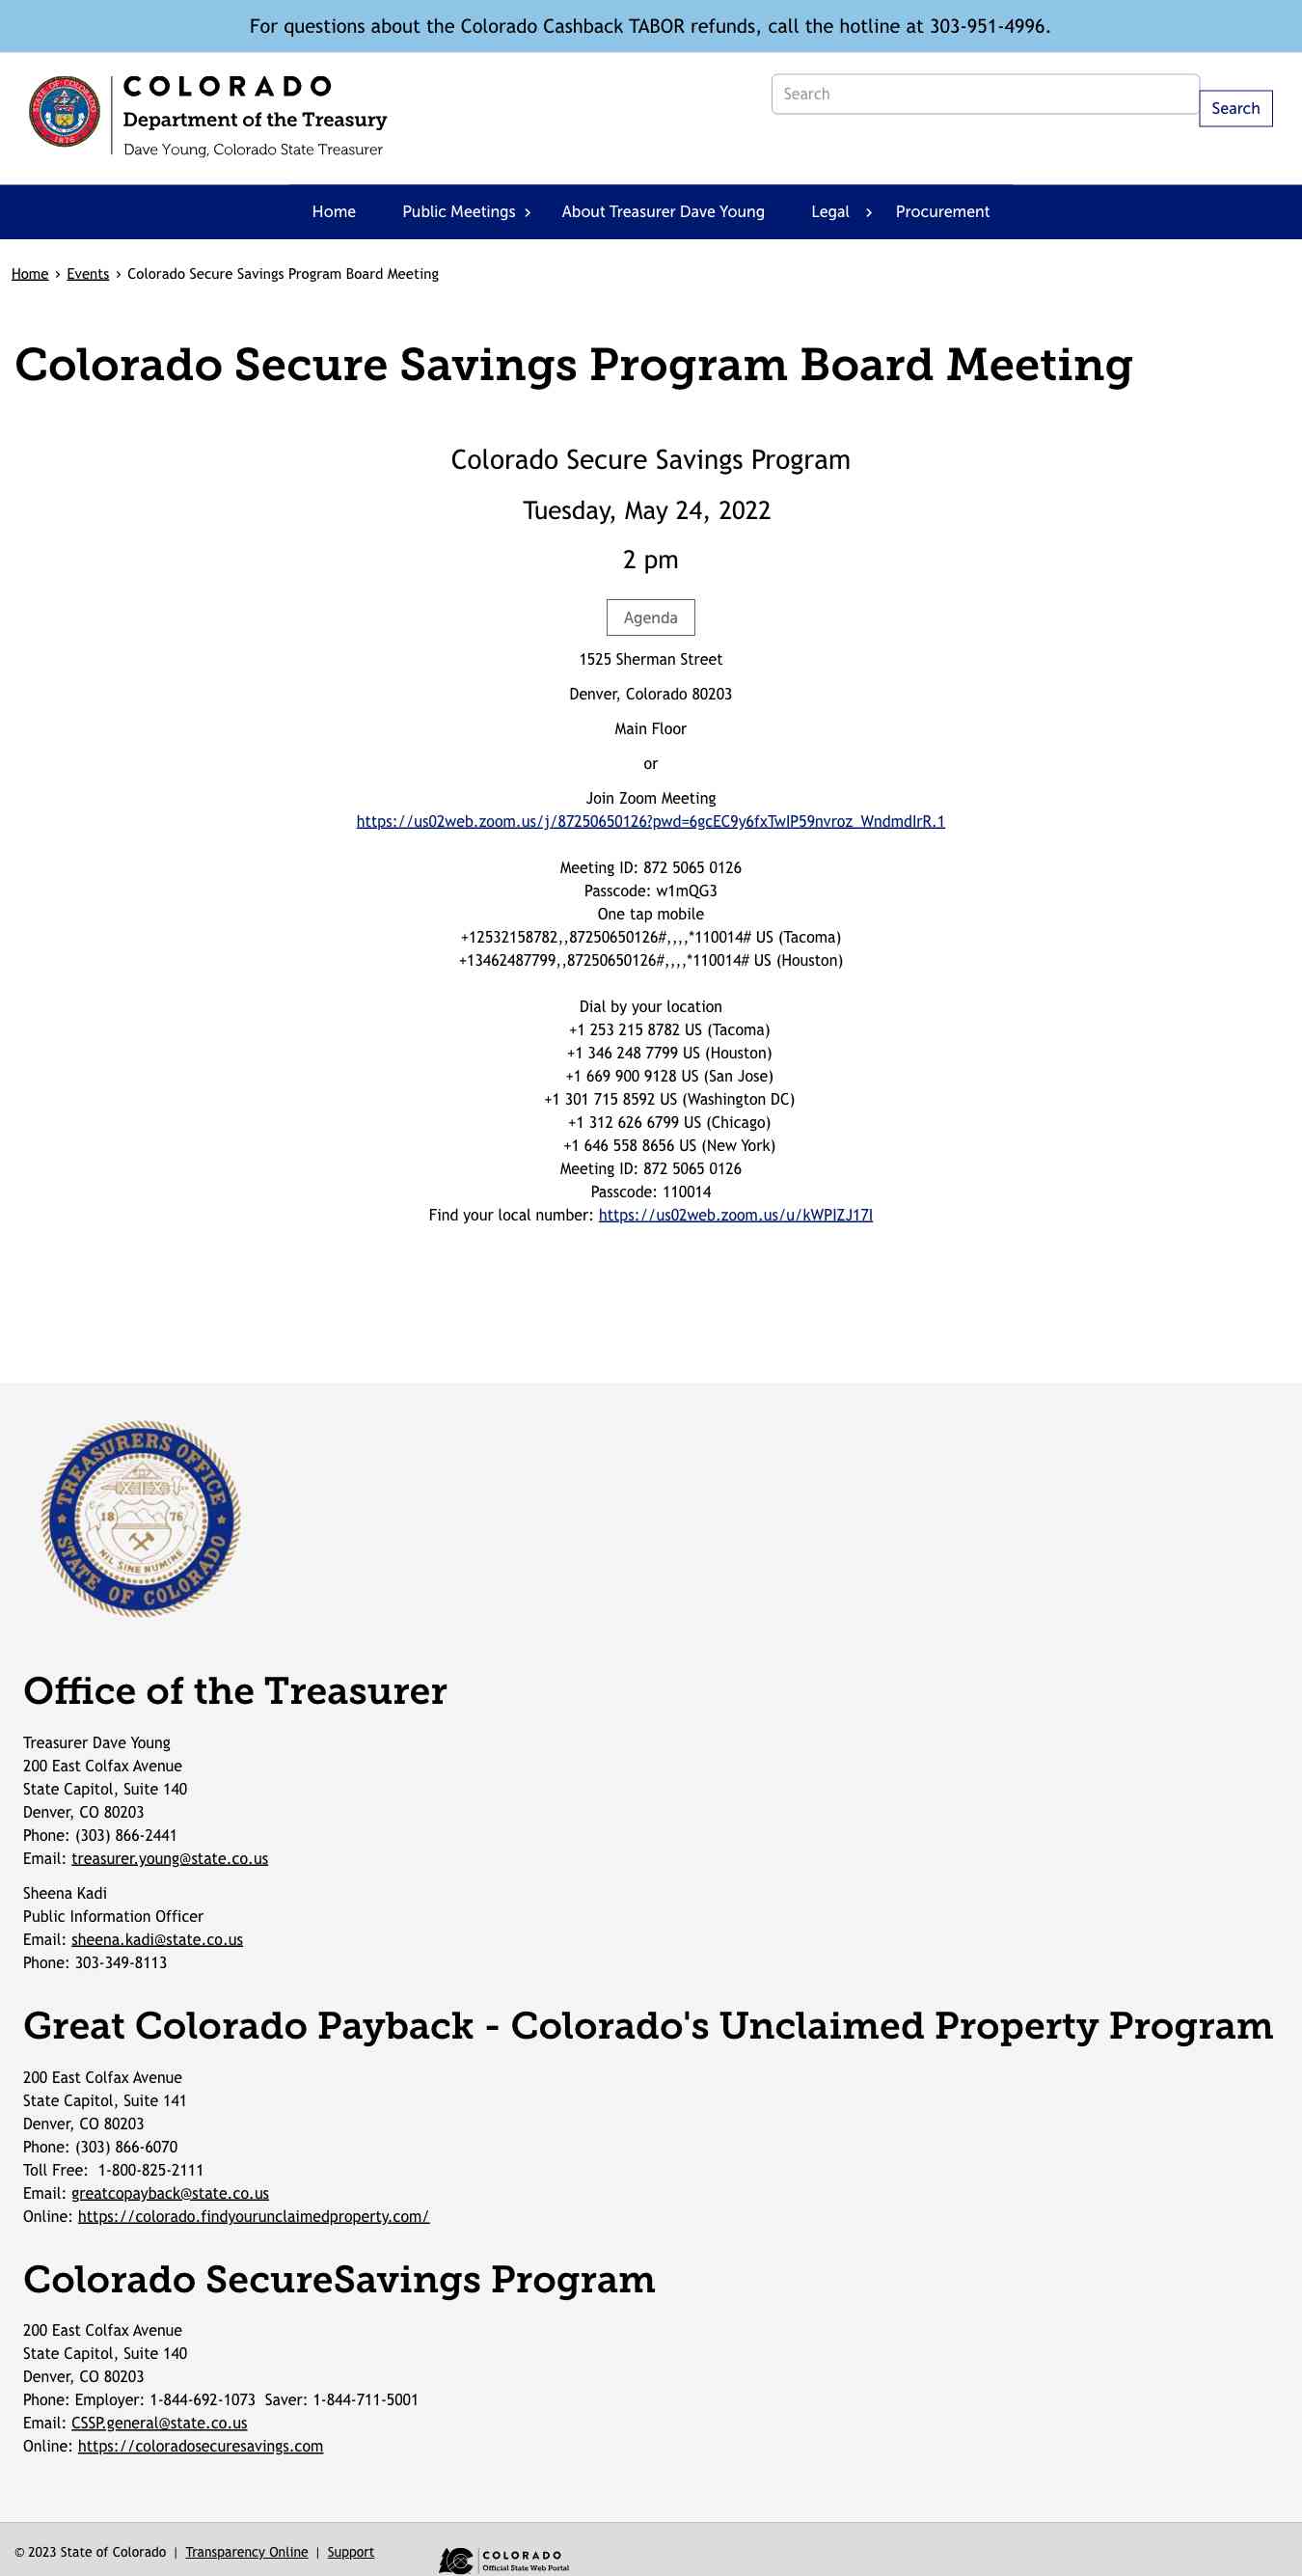 For questions about the Colorado Cashback TABOR refunds, call the hotline at 303-951-4996.
STATE OF COLORADO
1876
COLORADO
Department of the Treasury
Dave Young, Colorado State Treasurer
Search
Search
Home Public Meetings About Treasurer Dave Young Legal Procurement
Home › Events › Colorado Secure Savings Program Board Meeting
Colorado Secure Savings Program Board Meeting
Colorado Secure Savings Program
Tuesday, May 24, 2022
2 pm
Agenda
1525 Sherman Street
Denver, Colorado 80203
Main Floor
or
Join Zoom Meeting
https://us02web.zoom.us/j/87250650126?pwd=6gcEC9y6fxTwIP59nvroz_WndmdIrR.1
Meeting ID: 872 5065 0126
Passcode: w1mQG3
One tap mobile
+12532158782,,87250650126#,,,,*110014# US (Tacoma)
+13462487799,,87250650126#,,,,*110014# US (Houston)
Dial by your location
+1 253 215 8782 US (Tacoma)
+1 346 248 7799 US (Houston)
+1 669 900 9128 US (San Jose)
+1 301 715 8592 US (Washington DC)
+1 312 626 6799 US (Chicago)
+1 646 558 8656 US (New York)
Meeting ID: 872 5065 0126
Passcode: 110014
Find your local number: https://us02web.zoom.us/u/kWPIZJ17I
TREASURERS OFFICE
18 76
NIL SINE NUMINE
STATE OF COLORADO
Office of the Treasurer
Treasurer Dave Young
200 East Colfax Avenue
State Capitol, Suite 140
Denver, CO 80203
Phone: (303) 866-2441
Email: treasurer.young@state.co.us
Sheena Kadi
Public Information Officer
Email: sheena.kadi@state.co.us
Phone: 303-349-8113
Great Colorado Payback - Colorado's Unclaimed Property Program
200 East Colfax Avenue
State Capitol, Suite 141
Denver, CO 80203
Phone: (303) 866-6070
Toll Free:  1-800-825-2111
Email: greatcopayback@state.co.us
Online: https://colorado.findyourunclaimedproperty.com/
Colorado SecureSavings Program
200 East Colfax Avenue
State Capitol, Suite 140
Denver, CO 80203
Phone: Employer: 1-844-692-1073  Saver: 1-844-711-5001
Email: CSSP.general@state.co.us
Online: https://coloradosecuresavings.com
© 2023 State of Colorado | Transparency Online | Support
COLORADO
Official State Web Portal